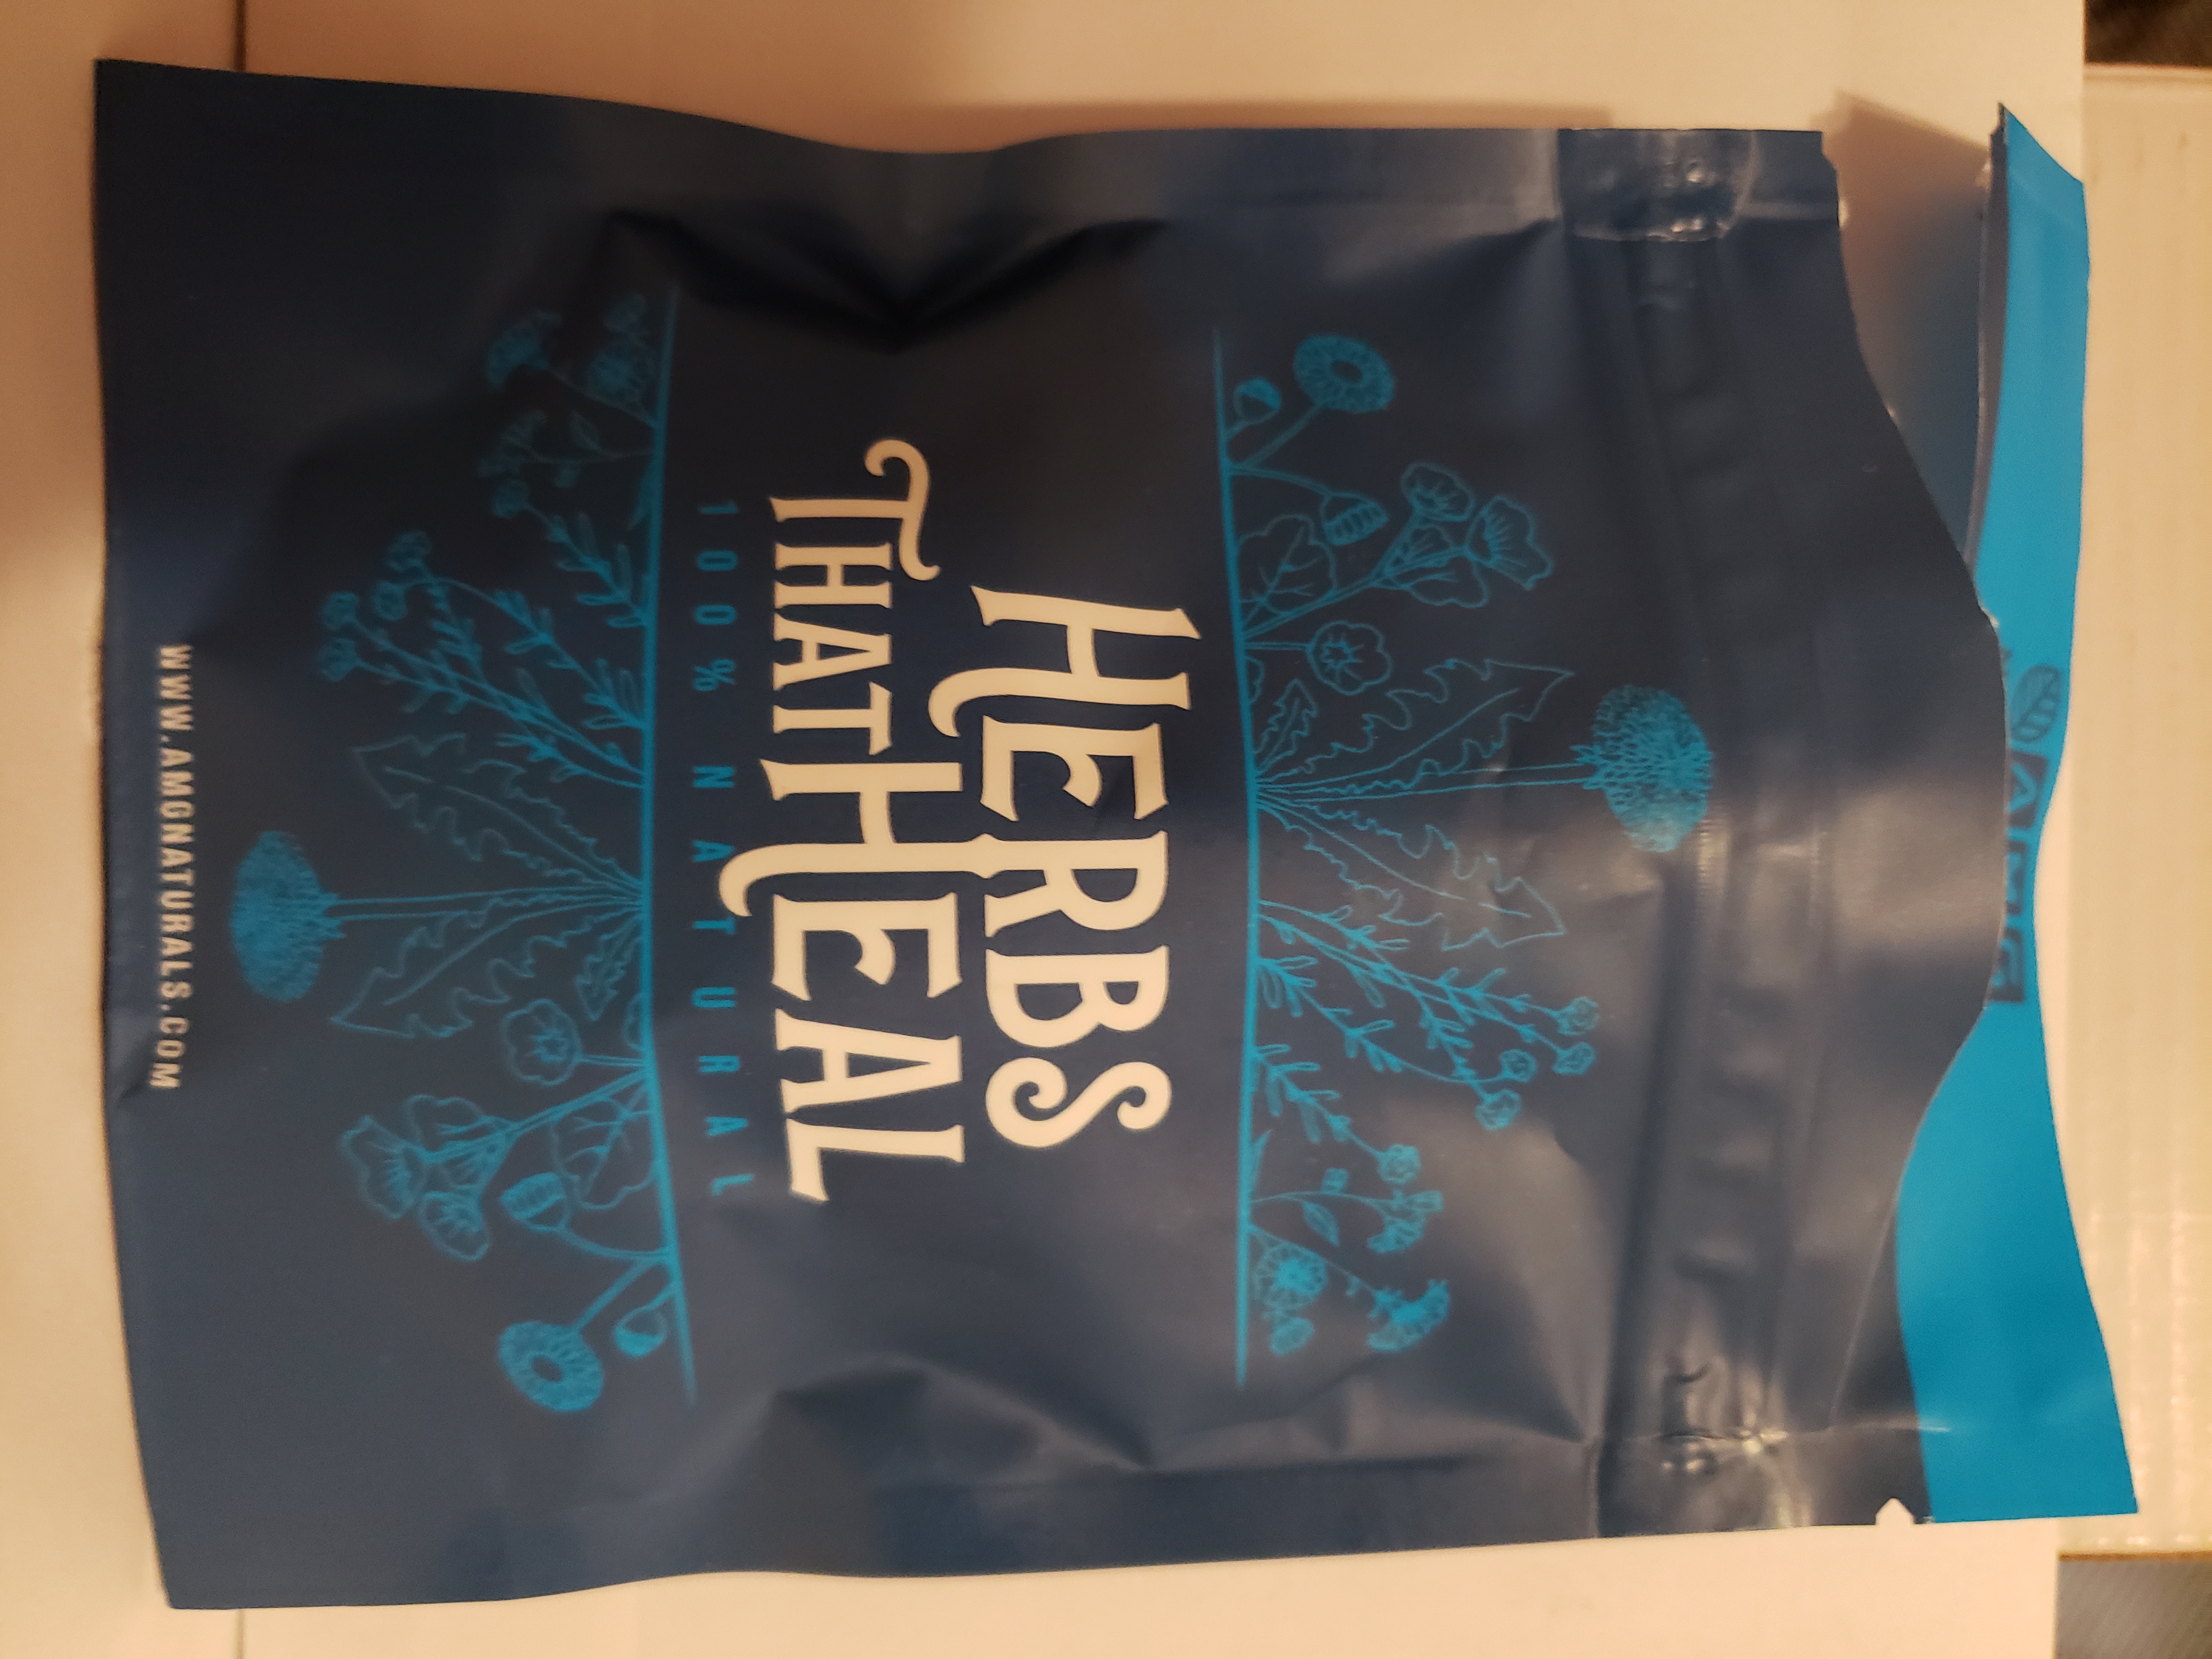 HERBS
THAT HEAL
100% NATURAL
WWW.AMGNATURALS.COM